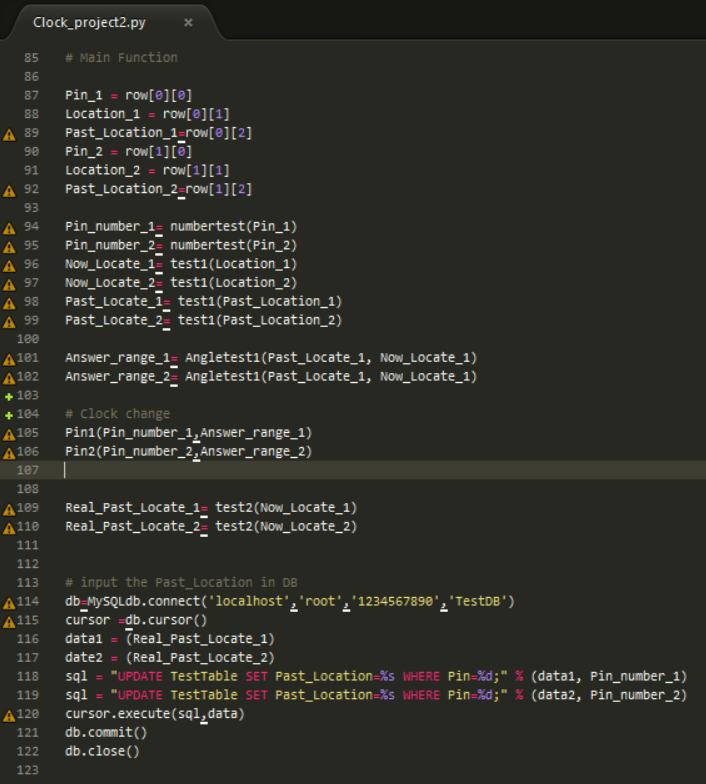 Clock_project2.py ×
85 # Main Function
86
87 Pin_1 = row[0][0]
88 Location_1 = row[0][1]
89 Past_Location_1=row[0][2]
90 Pin_2 = row[1][0]
91 Location_2 = row[1][1]
92 Past_Location_2=row[1][2]
93
94 Pin_number_1= numbertest(Pin_1)
95 Pin_number_2= numbertest(Pin_2)
96 Now_Locate_1= test1(Location_1)
97 Now_Locate_2= test1(Location_2)
98 Past_Locate_1= test1(Past_Location_1)
99 Past_Locate_2= test1(Past_Location_2)
100
101 Answer_range_1= Angletest1(Past_Locate_1, Now_Locate_1)
102 Answer_range_2= Angletest1(Past_Locate_1, Now_Locate_1)
103
104 # Clock change
105 Pin1(Pin_number_1,Answer_range_1)
106 Pin2(Pin_number_2,Answer_range_2)
107
108
109 Real_Past_Locate_1= test2(Now_Locate_1)
110 Real_Past_Locate_2= test2(Now_Locate_2)
111
112
113 # input the Past_Location in DB
114 db=MySQLdb.connect('localhost','root','1234567890','TestDB')
115 cursor =db.cursor()
116 data1 = (Real_Past_Locate_1)
117 date2 = (Real_Past_Locate_2)
118 sql = "UPDATE TestTable SET Past_Location=%s WHERE Pin=%d;" % (data1, Pin_number_1)
119 sql = "UPDATE TestTable SET Past_Location=%s WHERE Pin=%d;" % (data2, Pin_number_2)
120 cursor.execute(sql,data)
121 db.commit()
122 db.close()
123